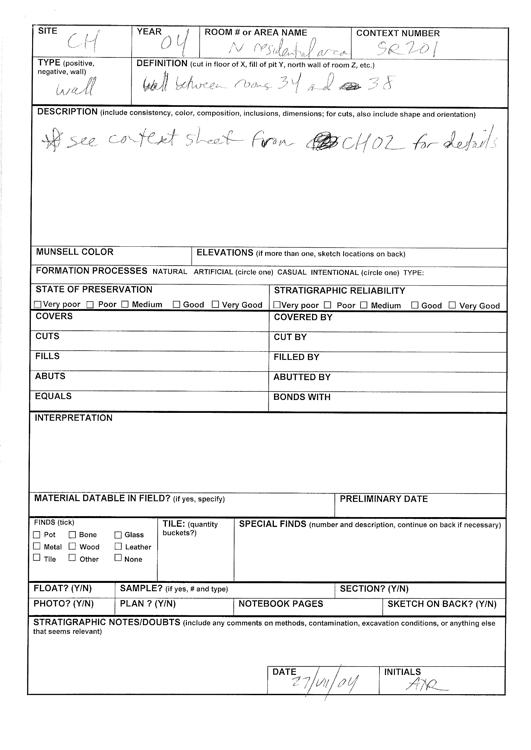 SITE CH YEAR 04 ROOM # or AREA NAME N residential area CONTEXT NUMBER SR201
TYPE (positive, negative, wall) wall
DEFINITION (cut in floor of X, fill of pit Y, north wall of room Z, etc.)
Wall between rooms 34 and 38
DESCRIPTION (include consistency, color, composition, inclusions, dimensions; for cuts, also include shape and orientation)
* see context sheet from CH02 for details
MUNSELL COLOR ELEVATIONS (if more than one, sketch locations on back)
FORMATION PROCESSES NATURAL ARTIFICIAL (circle one) CASUAL INTENTIONAL (circle one) TYPE:
STATE OF PRESERVATION STRATIGRAPHIC RELIABILITY
☐Very poor ☐ Poor ☐ Medium ☐ Good ☐ Very Good ☐Very poor ☐ Poor ☐ Medium ☐ Good ☐ Very Good
COVERS COVERED BY
CUTS CUT BY
FILLS FILLED BY
ABUTS ABUTTED BY
EQUALS BONDS WITH
INTERPRETATION
MATERIAL DATABLE IN FIELD? (if yes, specify) PRELIMINARY DATE
FINDS (tick) TILE: (quantity buckets?) SPECIAL FINDS (number and description, continue on back if necessary)
☐ Pot ☐ Bone ☐ Glass
☐ Metal ☐ Wood ☐ Leather
☐ Tile ☐ Other ☐ None
FLOAT? (Y/N) SAMPLE? (if yes, # and type) SECTION? (Y/N)
PHOTO? (Y/N) PLAN ? (Y/N) NOTEBOOK PAGES SKETCH ON BACK? (Y/N)
STRATIGRAPHIC NOTES/DOUBTS (include any comments on methods, contamination, excavation conditions, or anything else
that seems relevant)
DATE INITIALS
27/VII/04